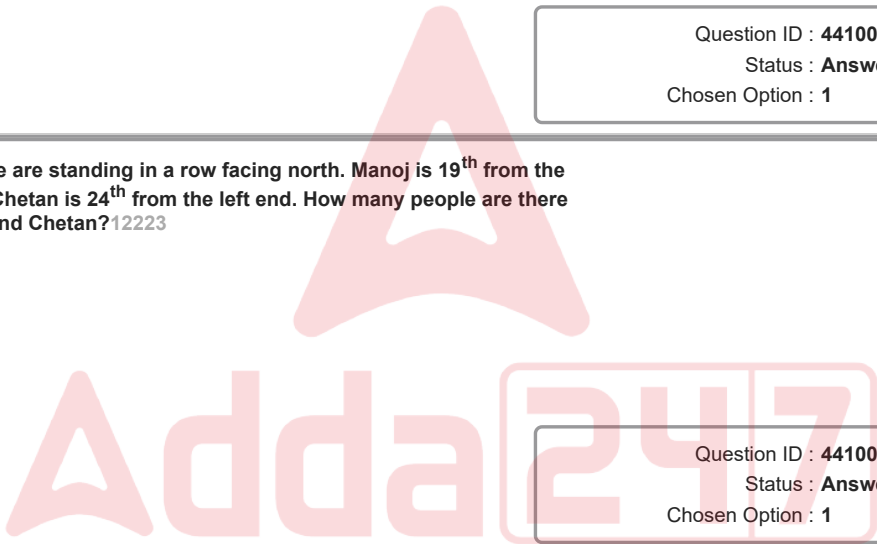 Question ID : 44100
Status : Answe
Chosen Option : 1
e are standing in a row facing north. Manoj is 19th from the
Chetan is 24th from the left end. How many people are there
nd Chetan?12223
Adda247
Question ID : 44100
Status : Answe
Chosen Option : 1